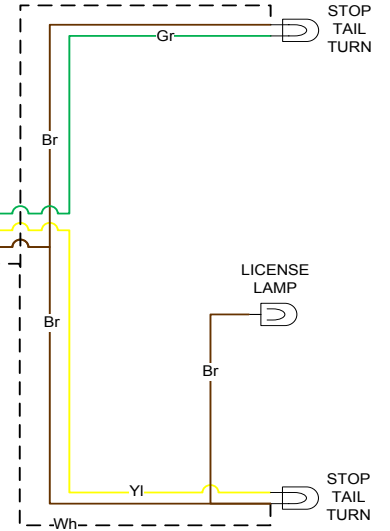 STOP
TAIL
TURN
Gr
Br
LICENSE
LAMP
Br
Br
Yl
STOP
TAIL
TURN
Wh